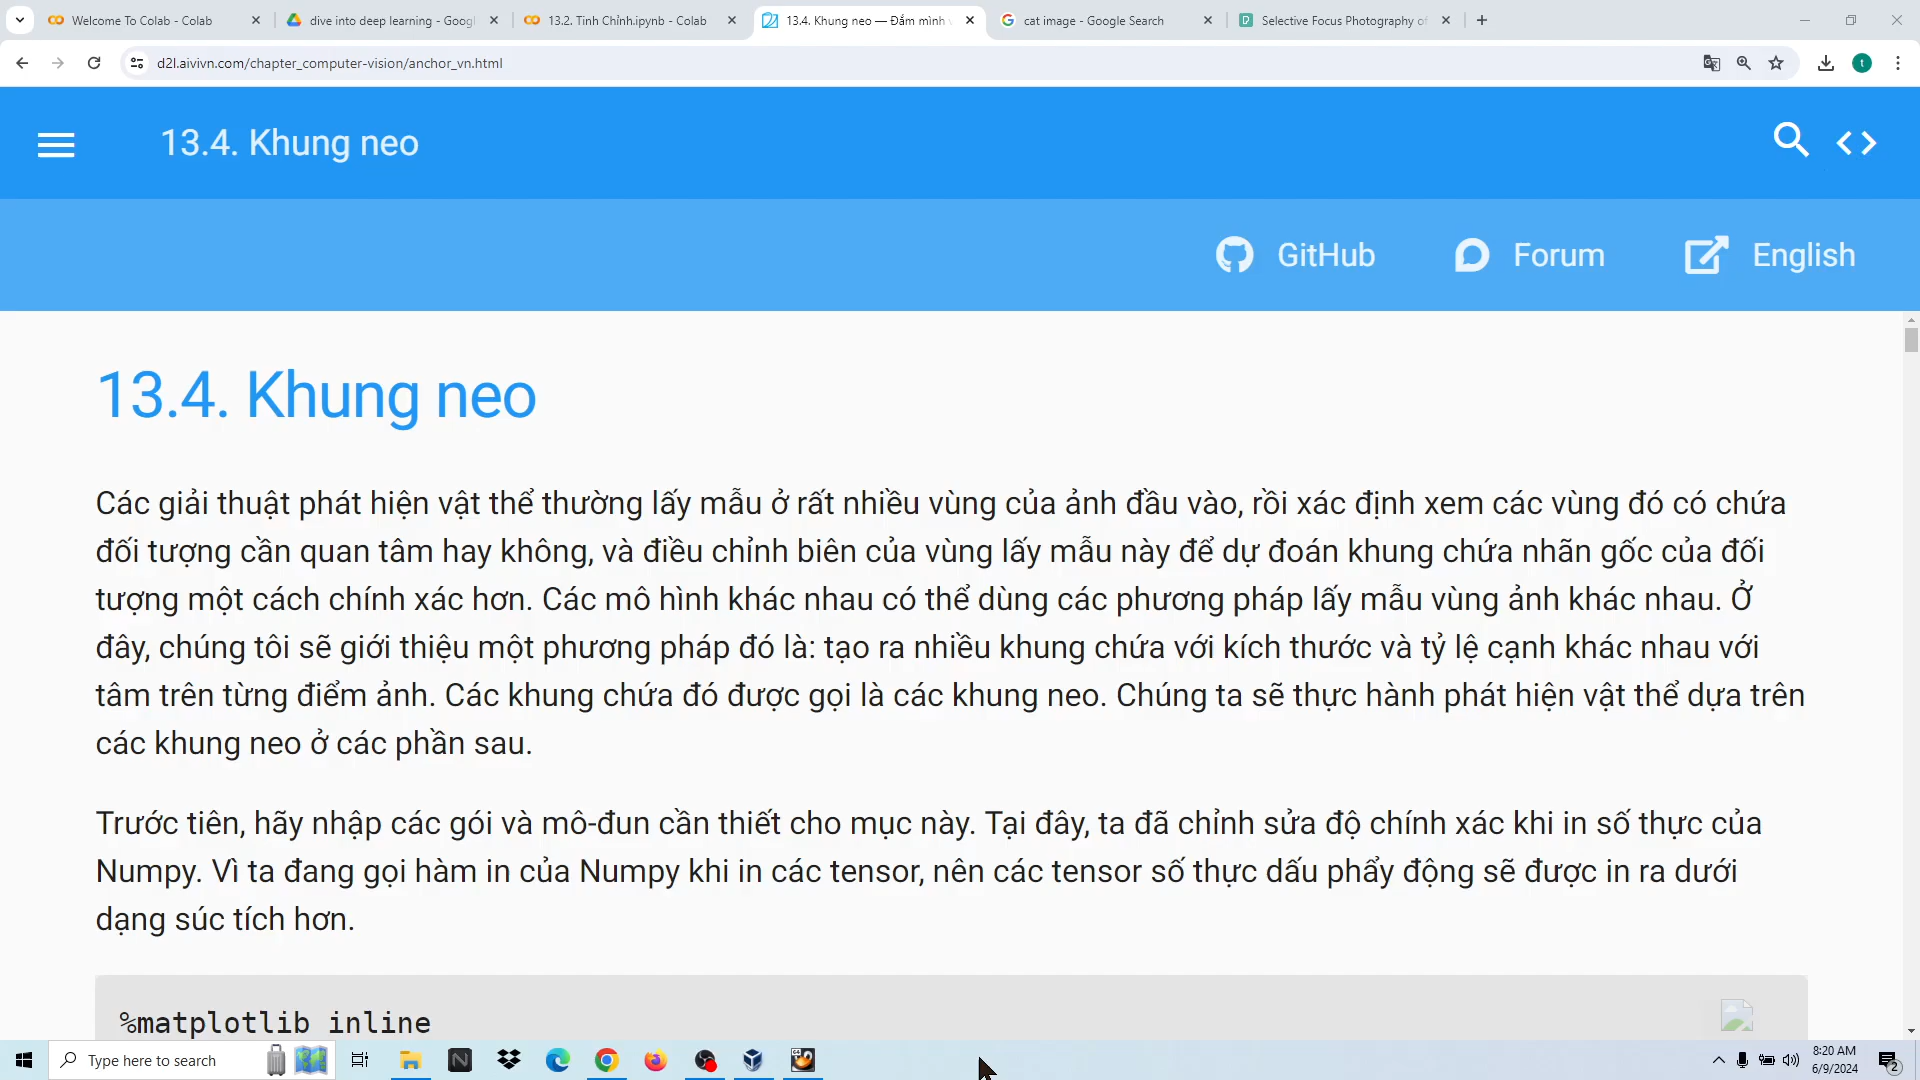 Welcome To Colab - Colab
dive into deep learning - Goog
13.2. Tinh Chỉnh.ipynb - Colab
13.4. Khung neo — Đắm mình
cat image - Google Search
Selective Focus Photography of
d2l.aivivn.com/chapter_computer-vision/anchor_vn.html
t
13.4. Khung neo
GitHub
Forum
English
13.4. Khung neo
Các giải thuật phát hiện vật thể thường lấy mẫu ở rất nhiều vùng của ảnh đầu vào, rồi xác định xem các vùng đó có chứa
đối tượng cần quan tâm hay không, và điều chỉnh biên của vùng lấy mẫu này để dự đoán khung chứa nhãn gốc của đối
tượng một cách chính xác hơn. Các mô hình khác nhau có thể dùng các phương pháp lấy mẫu vùng ảnh khác nhau. Ở
đây, chúng tôi sẽ giới thiệu một phương pháp đó là: tạo ra nhiều khung chứa với kích thước và tỷ lệ cạnh khác nhau với
tâm trên từng điểm ảnh. Các khung chứa đó được gọi là các khung neo. Chúng ta sẽ thực hành phát hiện vật thể dựa trên
các khung neo ở các phần sau.
Trước tiên, hãy nhập các gói và mô-đun cần thiết cho mục này. Tại đây, ta đã chỉnh sửa độ chính xác khi in số thực của
Numpy. Vì ta đang gọi hàm in của Numpy khi in các tensor, nên các tensor số thực dấu phẩy động sẽ được in ra dưới
dạng súc tích hơn.
%matplotlib inline
Type here to search
8:20 AM
6/9/2024
2